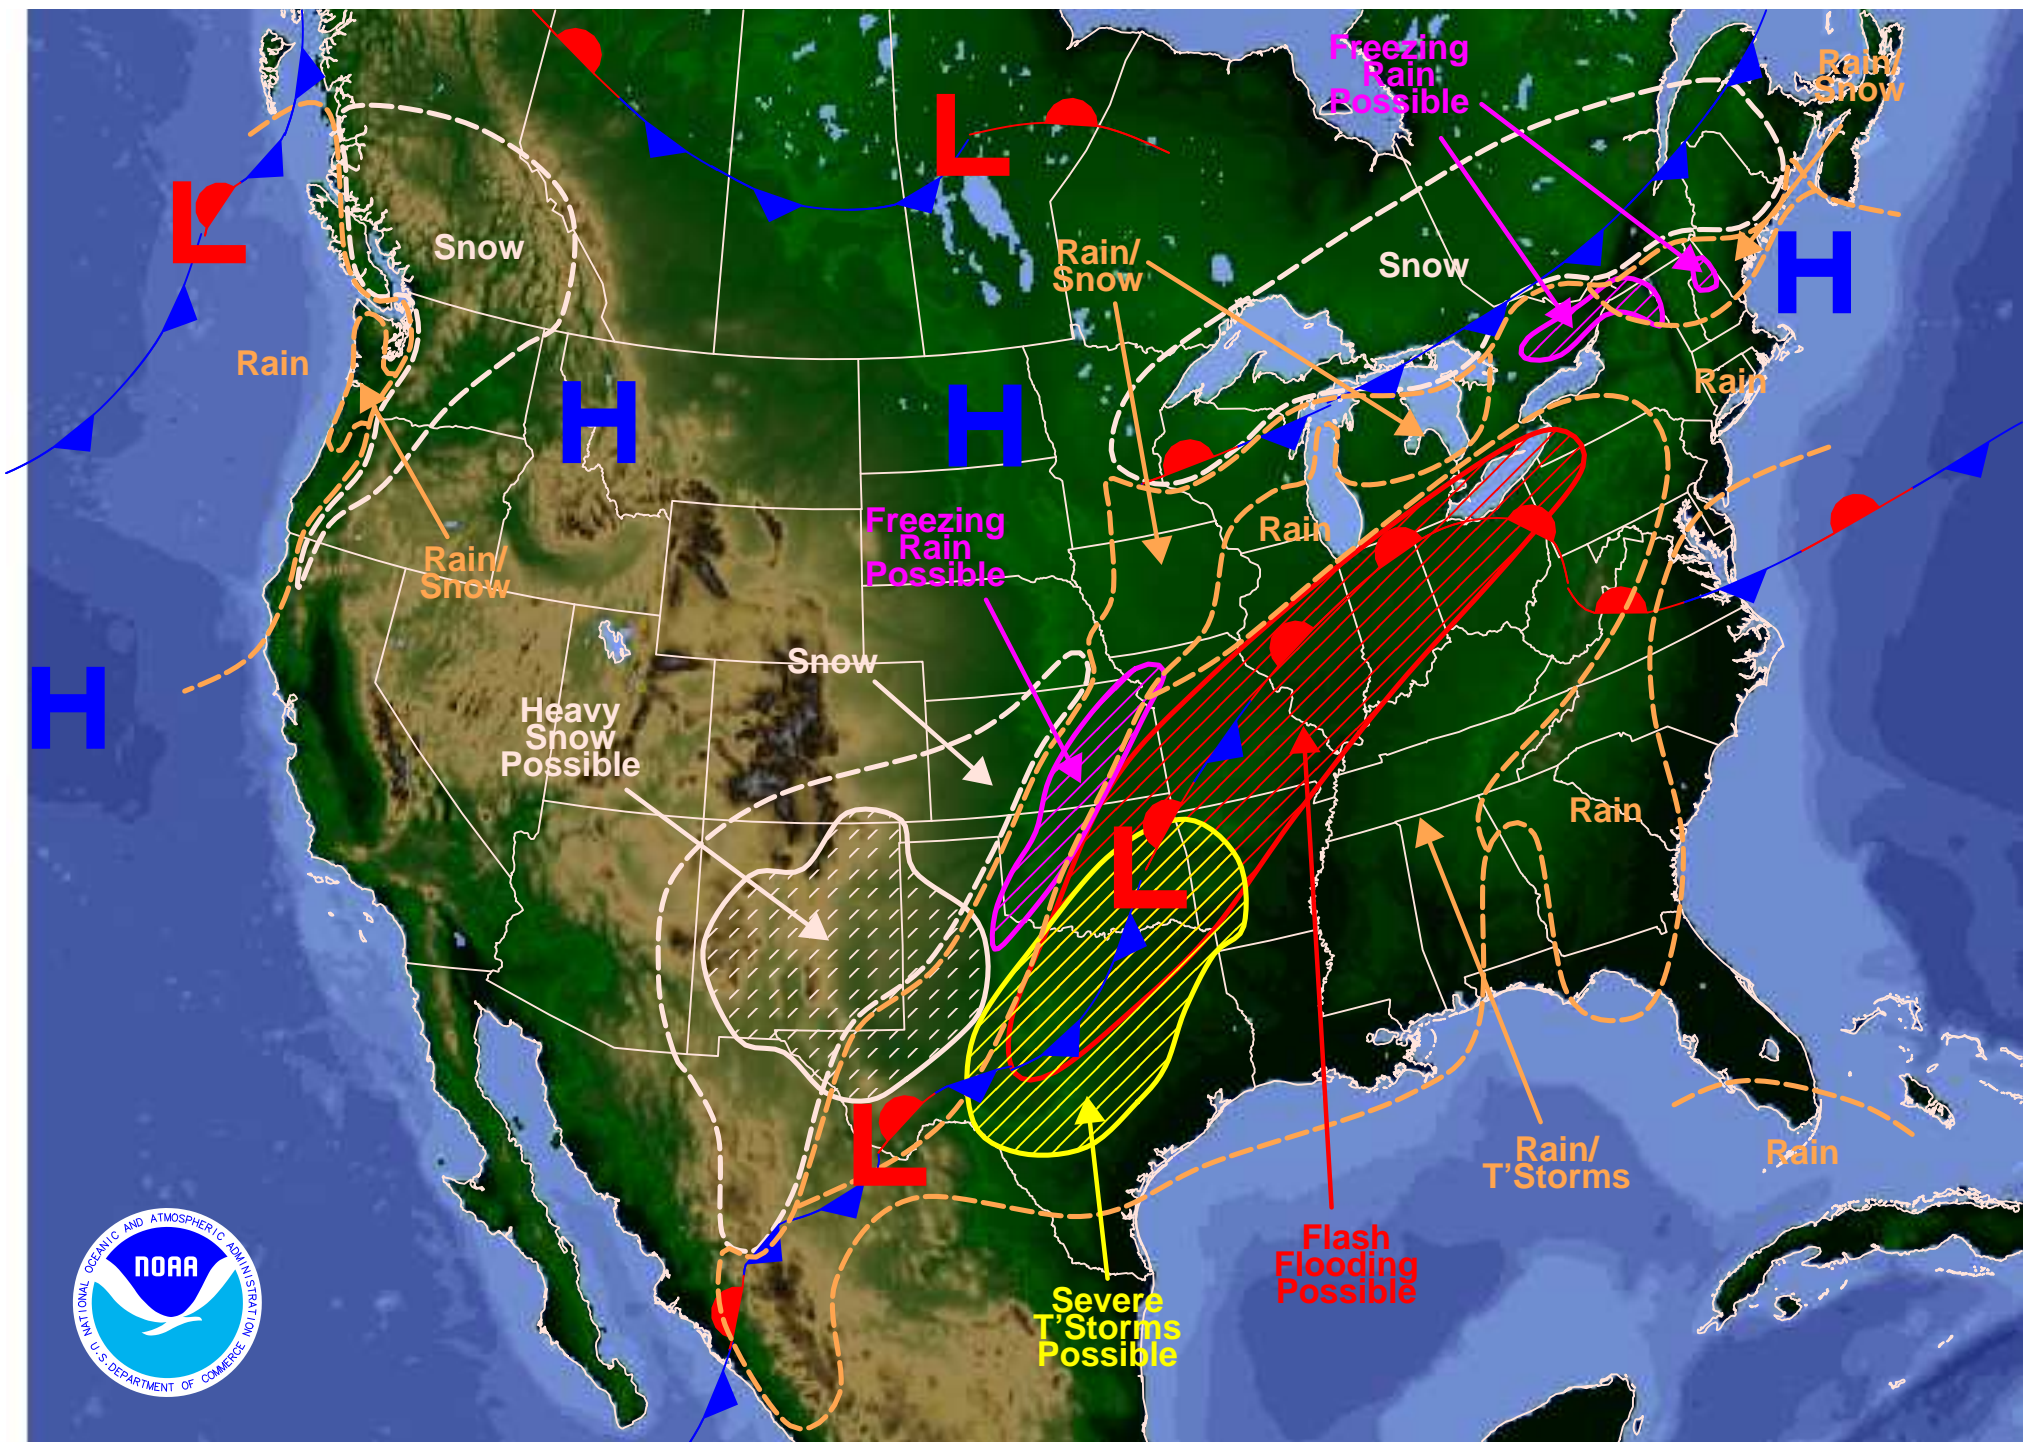 Freezing
Rain
Possible
Rain/
Snow
L
L
Snow
Rain/
Snow
Snow
H
Rain
H
H
Rain
Freezing
Rain
Possible
Rain
Rain/
Snow
H
Snow
Heavy
Snow
Possible
Rain
L
L
Rain/
T'Storms
Rain
Flash
Flooding
Possible
Severe
T'Storms
Possible
NATIONAL OCEANIC AND ATMOSPHERIC ADMINISTRATION
NOAA
U.S. DEPARTMENT OF COMMERCE